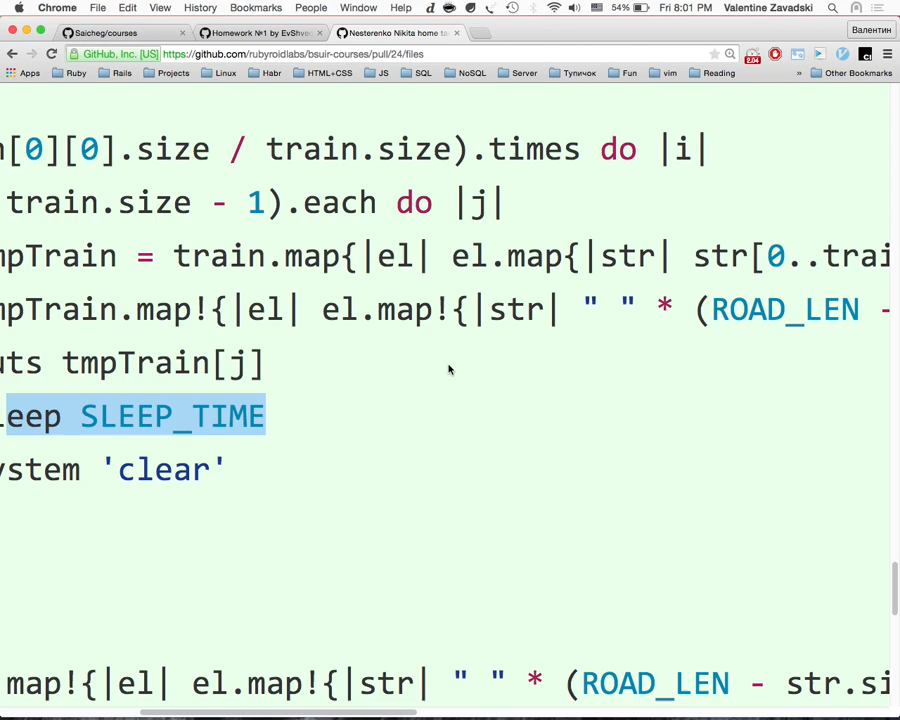 Chrome File Edit View History Bookmarks People Window Help 54% Fri 8:01 PM Valentine Zavadski
Saicheg/courses Homework №1 by EvShve Nesterenko Nikita home ta Валентин
GitHub, Inc. [US] https://github.com/rubyroidlabs/bsuir-courses/pull/24/files 2.04
Apps Ruby Rails Projects Linux Habr HTML+CSS JS SQL NoSQL Server Тупичок Fun vim Reading » Other Bookmarks
n[0][0].size / train.size).times do |i|
train.size - 1).each do |j|
mpTrain = train.map{|el| el.map{|str| str[0..trai
mpTrain.map!{|el| el.map!{|str| " " * (ROAD_LEN -
uts tmpTrain[j]
leep SLEEP_TIME
ystem 'clear'
map!{|el| el.map!{|str| " " * (ROAD_LEN - str.si